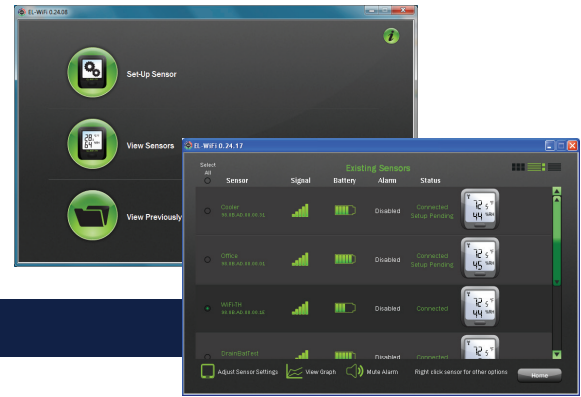 EL-WiFi 0.24.08
Set-Up Sensor
View Sensors
View Previously
EL-WiFi 0.24.17
Existing Sensors
Select
All
Sensor Signal Battery Alarm Status
Cooler
Disabled
Connected
Setup Pending
Office
Disabled
Connected
Setup Pending
WiFi-TH
Disabled
Connected
DrainBatTest
Disabled
Adjust Sensor Settings View Graph Mute Alarm Right click sensor for other options Home